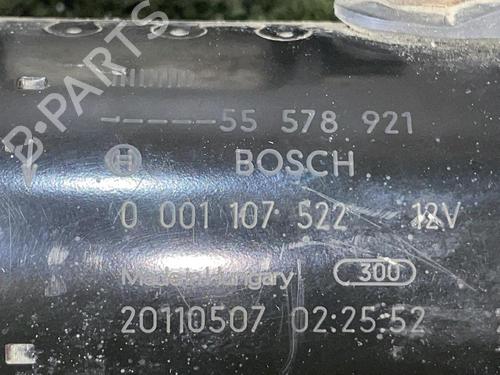 B-PARTS
------55 578 921
BOSCH
0 001 107 522 12V
Made in Hungary 300
20110507 02:25:52